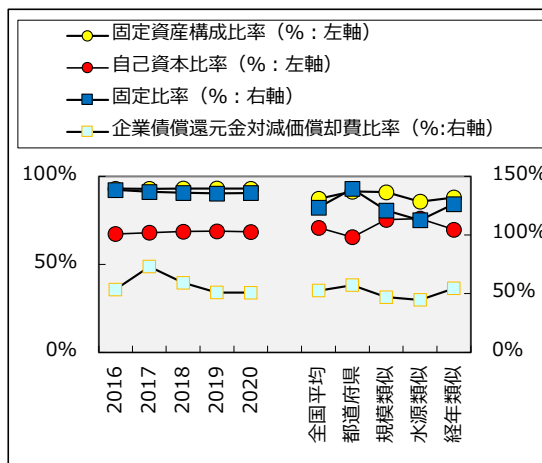 固定資産構成比率（%：左軸）
自己資本比率（%：左軸）
固定比率（%：右軸）
企業債償還元金対減価償却費比率（%:右軸）
100%
50%
0%
150%
100%
50%
0%
2016
2017
2018
2019
2020
全国平均
都道府県
規模類似
水源類似
経年類似